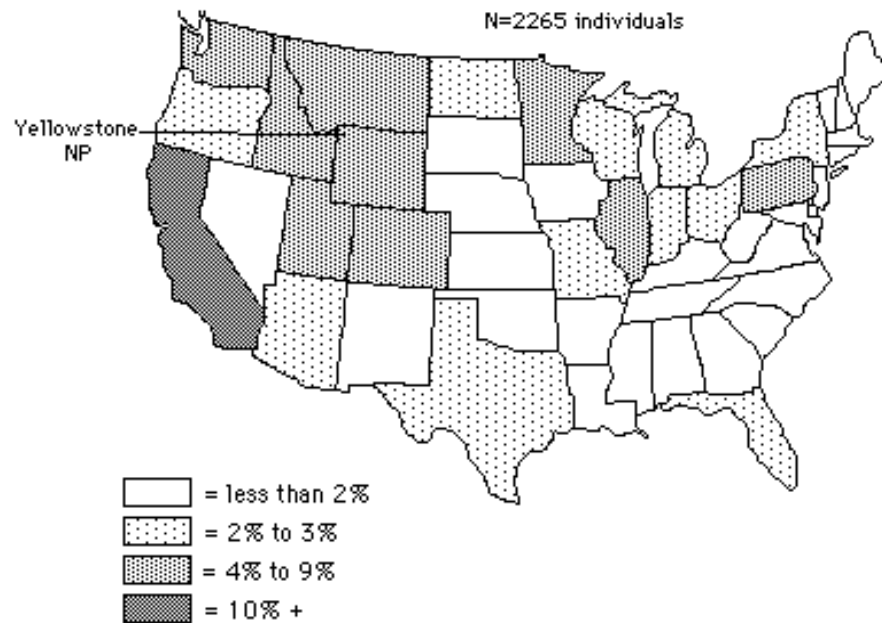 N=2265 individuals
Yellowstone
NP
= less than 2%
= 2% to 3%
= 4% to 9%
= 10% +